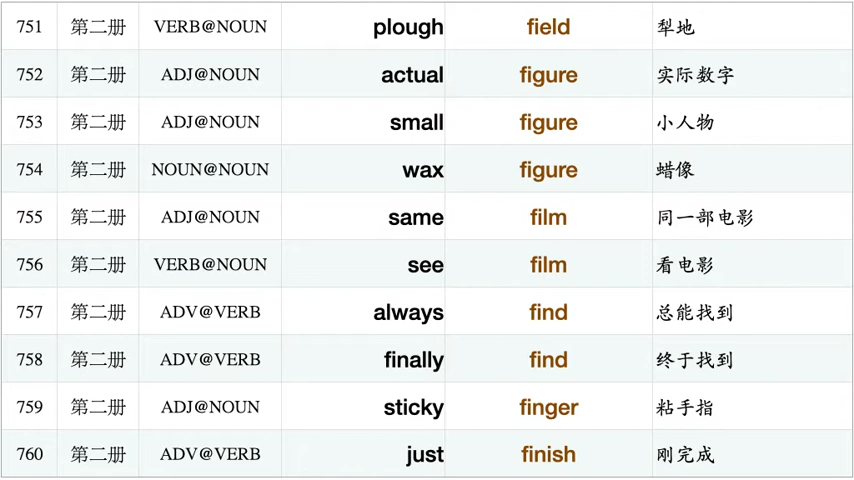 751 第二册 VERB@NOUN plough field 犁地
752 第二册 ADJ@NOUN actual figure 实际数字
753 第二册 ADJ@NOUN small figure 小人物
754 第二册 NOUN@NOUN wax figure 蜡像
755 第二册 ADJ@NOUN same film 同一部电影
756 第二册 VERB@NOUN see film 看电影
757 第二册 ADV@VERB always find 总能找到
758 第二册 ADV@VERB finally find 终于找到
759 第二册 ADJ@NOUN sticky finger 粘手指
760 第二册 ADV@VERB just finish 刚完成